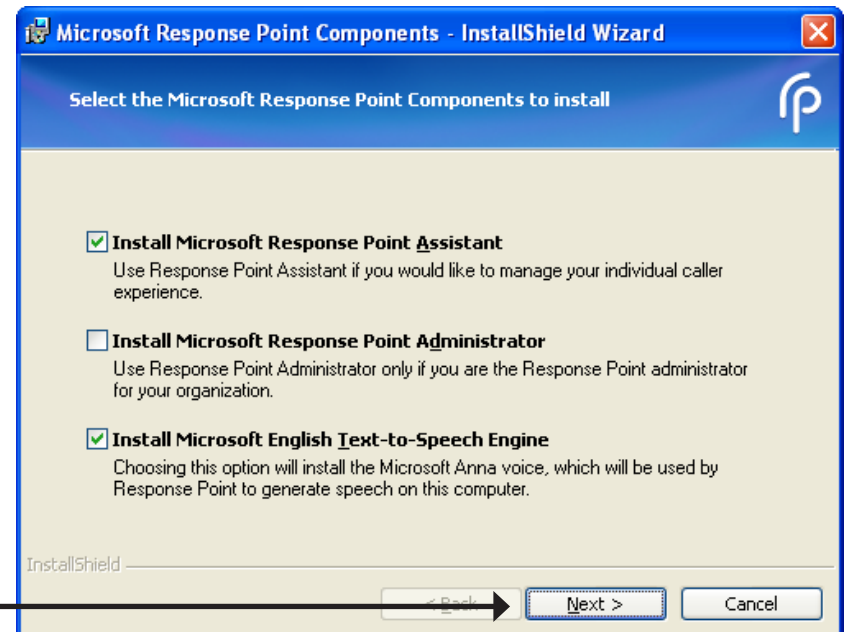 Microsoft Response Point Components - InstallShield Wizard
Select the Microsoft Response Point Components to install
Install Microsoft Response Point Assistant
Use Response Point Assistant if you would like to manage your individual caller
experience.
Install Microsoft Response Point Administrator
Use Response Point Administrator only if you are the Response Point administrator
for your organization.
Install Microsoft English Text-to-Speech Engine
Choosing this option will install the Microsoft Anna voice, which will be used by
Response Point to generate speech on this computer.
InstallShield
< Back Next > Cancel